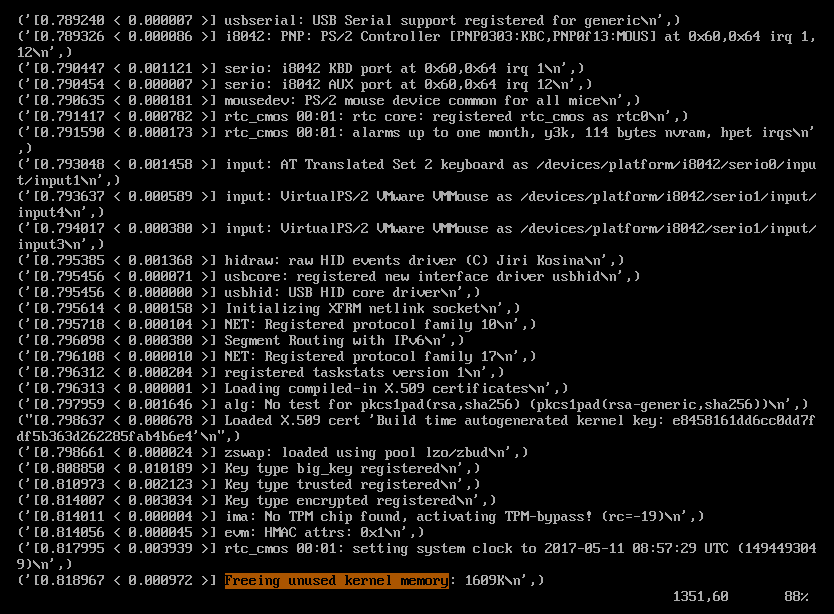 ('[0.789240 < 0.000007 >] usbserial: USB Serial support registered for generic\n',)
('[0.789326 < 0.000086 >] i8042: PNP: PS/2 Controller [PNP0303:KBC,PNP0f13:MOUS] at 0x60,0x64 irq 1,
12\n',)
('[0.790447 < 0.001121 >] serio: i8042 KBD port at 0x60,0x64 irq 1\n',)
('[0.790454 < 0.000007 >] serio: i8042 AUX port at 0x60,0x64 irq 12\n',)
('[0.790635 < 0.000181 >] mousedev: PS/2 mouse device common for all mice\n',)
('[0.791417 < 0.000782 >] rtc_cmos 00:01: rtc core: registered rtc_cmos as rtc0\n',)
('[0.791590 < 0.000173 >] rtc_cmos 00:01: alarms up to one month, y3k, 114 bytes nvram, hpet irqs\n'
,)
('[0.793048 < 0.001458 >] input: AT Translated Set 2 keyboard as /devices/platform/i8042/serio0/inpu
t/input1\n',)
('[0.793637 < 0.000589 >] input: VirtualPS/2 VMware VMMouse as /devices/platform/i8042/serio1/input/
input4\n',)
('[0.794017 < 0.000380 >] input: VirtualPS/2 VMware VMMouse as /devices/platform/i8042/serio1/input/
input3\n',)
('[0.795385 < 0.001368 >] hidraw: raw HID events driver (C) Jiri Kosina\n',)
('[0.795456 < 0.000071 >] usbcore: registered new interface driver usbhid\n',)
('[0.795456 < 0.000000 >] usbhid: USB HID core driver\n',)
('[0.795614 < 0.000158 >] Initializing XFRM netlink socket\n',)
('[0.795718 < 0.000104 >] NET: Registered protocol family 10\n',)
('[0.796098 < 0.000380 >] Segment Routing with IPv6\n',)
('[0.796108 < 0.000010 >] NET: Registered protocol family 17\n',)
('[0.796312 < 0.000204 >] registered taskstats version 1\n',)
('[0.796313 < 0.000001 >] Loading compiled-in X.509 certificates\n',)
('[0.797959 < 0.001646 >] alg: No test for pkcs1pad(rsa,sha256) (pkcs1pad(rsa-generic,sha256))\n',)
("[0.798637 < 0.000678 >] Loaded X.509 cert 'Build time autogenerated kernel key: e8458161dd6cc0dd7f
df5b363d262285fab4b6e4'\n",)
('[0.798661 < 0.000024 >] zswap: loaded using pool lzo/zbud\n',)
('[0.808850 < 0.010189 >] Key type big_key registered\n',)
('[0.810973 < 0.002123 >] Key type trusted registered\n',)
('[0.814007 < 0.003034 >] Key type encrypted registered\n',)
('[0.814011 < 0.000004 >] ima: No TPM chip found, activating TPM-bypass! (rc=-19)\n',)
('[0.814056 < 0.000045 >] evm: HMAC attrs: 0x1\n',)
('[0.817995 < 0.003939 >] rtc_cmos 00:01: setting system clock to 2017-05-11 08:57:29 UTC (149449304
9)\n',)
('[0.818967 < 0.000972 >] Freeing unused kernel memory: 1609K\n',)
1351,60 88%